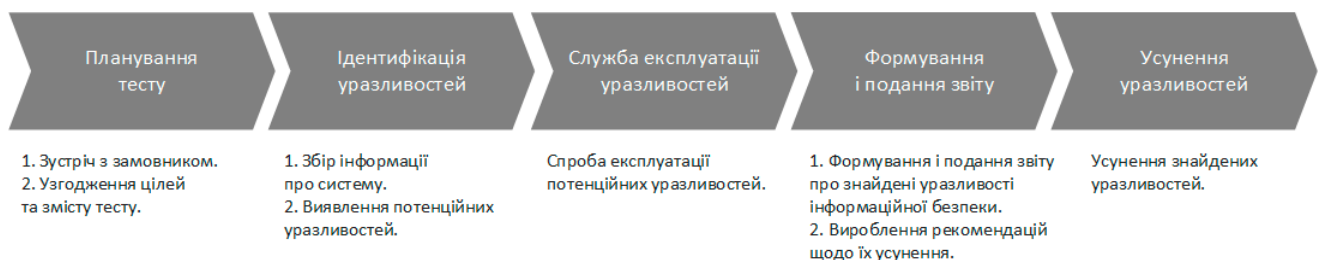 Планування
тесту
Ідентифікація
уразливостей
Служба експлуатації
уразливостей
Формування
і подання звіту
Усунення
уразливостей
1. Зустріч з замовником.
2. Узгодження цілей
та змісту тесту.
1. Збір інформації
про систему.
2. Виявлення потенційних
уразливостей.
Спроба експлуатації
потенційних уразливостей.
1. Формування і подання звіту
про знайдені уразливості
інформаційної безпеки.
2. Вироблення рекомендацій
щодо їх усунення.
Усунення знайдених
уразливостей.